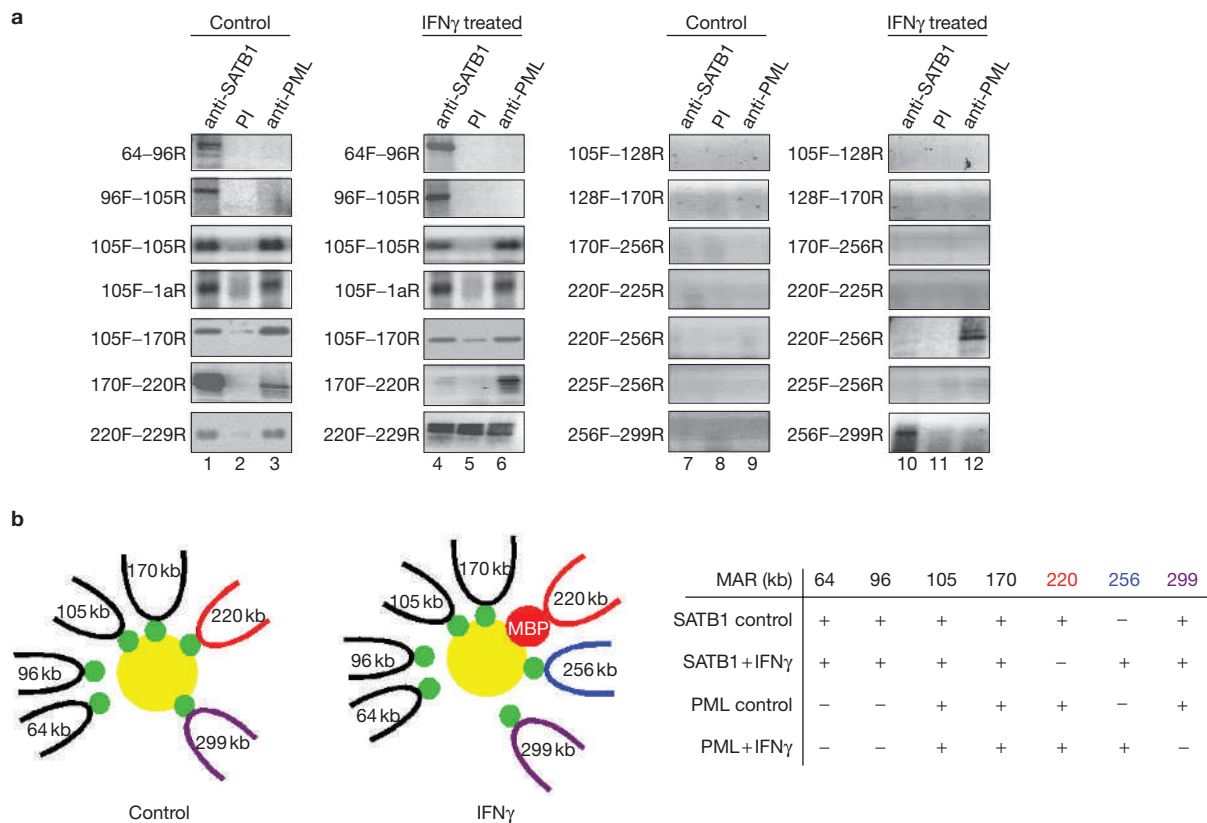 a
Control
IFNγ treated
Control
IFNγ treated
anti-SATB1 PI anti-PML
anti-SATB1 PI anti-PML
anti-SATB1 PI anti-PML
anti-SATB1 PI anti-PML
64–96R
96F–105R
105F–105R
105F–1aR
105F–170R
170F–220R
220F–229R
1 2 3
64F–96R
96F–105R
105F–105R
105F–1aR
105F–170R
170F–220R
220F–229R
4 5 6
105F–128R
128F–170R
170F–256R
220F–225R
220F–256R
225F–256R
256F–299R
7 8 9
105F–128R
128F–170R
170F–256R
220F–225R
220F–256R
225F–256R
256F–299R
10 11 12
b
170 kb
105 kb
220 kb
96 kb
64 kb
299 kb
Control
170 kb
105 kb
220 kb
MBP
96 kb
256 kb
64 kb
299 kb
IFNγ
MAR (kb) 64 96 105 170 220 256 299
SATB1 control + + + + + – +
SATB1+IFNγ + + + + – + +
PML control – – + + + – +
PML+IFNγ – – + + + + –